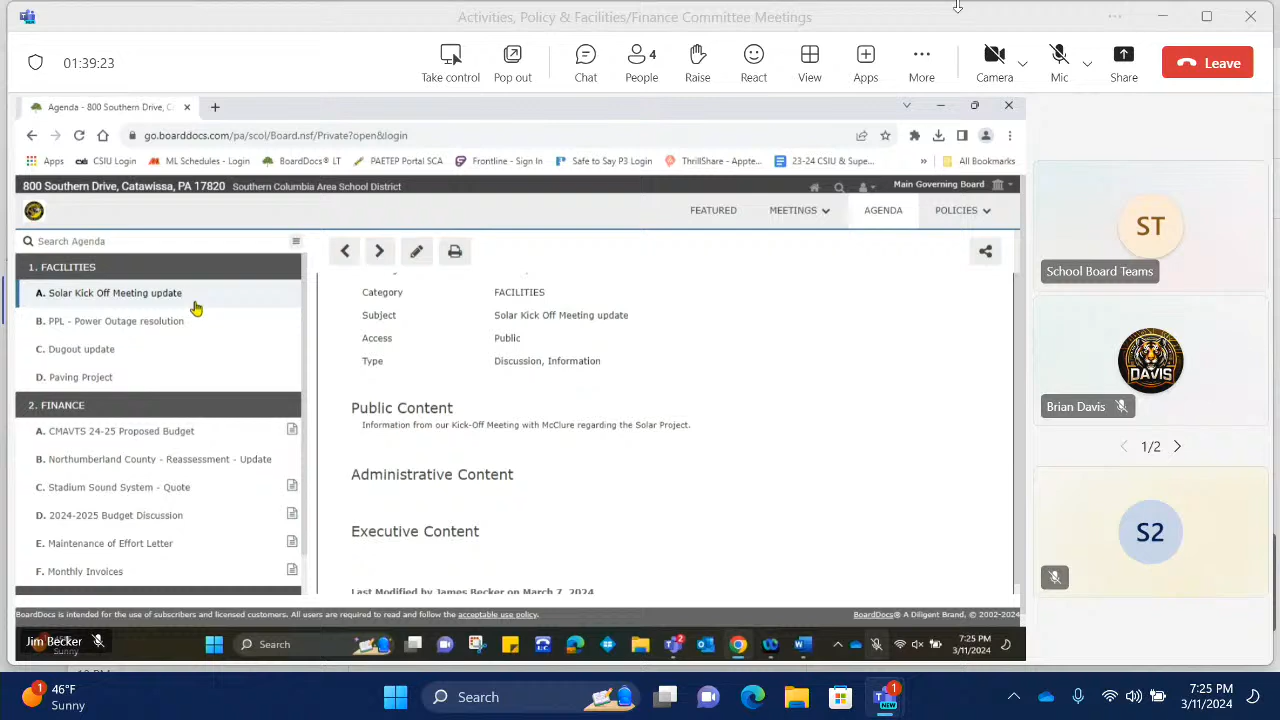 Activities, Policy & Facilities/Finance Committee Meetings
01:39:23
Take control
Pop out
Chat
4
People
Raise
React
View
Apps
More
Camera
Mic
Share
Leave
Agenda - 800 Southern Drive, C
go.boarddocs.com/pa/scol/Board.nsf/Private?open&login
Apps
CSIU Login
ML Schedules - Login
BoardDocs® LT
PAETEP Portal SCA
Frontline - Sign In
Safe to Say P3 Login
ThrillShare - Appte...
23-24 CSIU & Supe...
»
All Bookmarks
800 Southern Drive, Catawissa, PA 17820 Southern Columbia Area School District
Main Governing Board
FEATURED
MEETINGS
AGENDA
POLICIES
Search Agenda
1. FACILITIES
A. Solar Kick Off Meeting update
B. PPL - Power Outage resolution
C. Dugout update
D. Paving Project
2. FINANCE
A. CMAVTS 24-25 Proposed Budget
B. Northumberland County - Reassessment - Update
C. Stadium Sound System - Quote
D. 2024-2025 Budget Discussion
E. Maintenance of Effort Letter
F. Monthly Invoices
Category FACILITIES
Subject Solar Kick Off Meeting update
Access Public
Type Discussion, Information
Public Content
Information from our Kick-Off Meeting with McClure regarding the Solar Project.
Administrative Content
Executive Content
Last Modified by James Becker on March 7, 2024
BoardDocs is intended for the use of subscribers and licensed customers. All users are required to read and follow the acceptable use policy.
BoardDocs® A Diligent Brand. © 2002-2024
Jim Becker
Sunny
Search
2
7:25 PM
3/11/2024
ST
School Board Teams
DAVIS
Brian Davis
1/2
S2
1
46°F
Sunny
Search
1
NEW
7:25 PM
3/11/2024